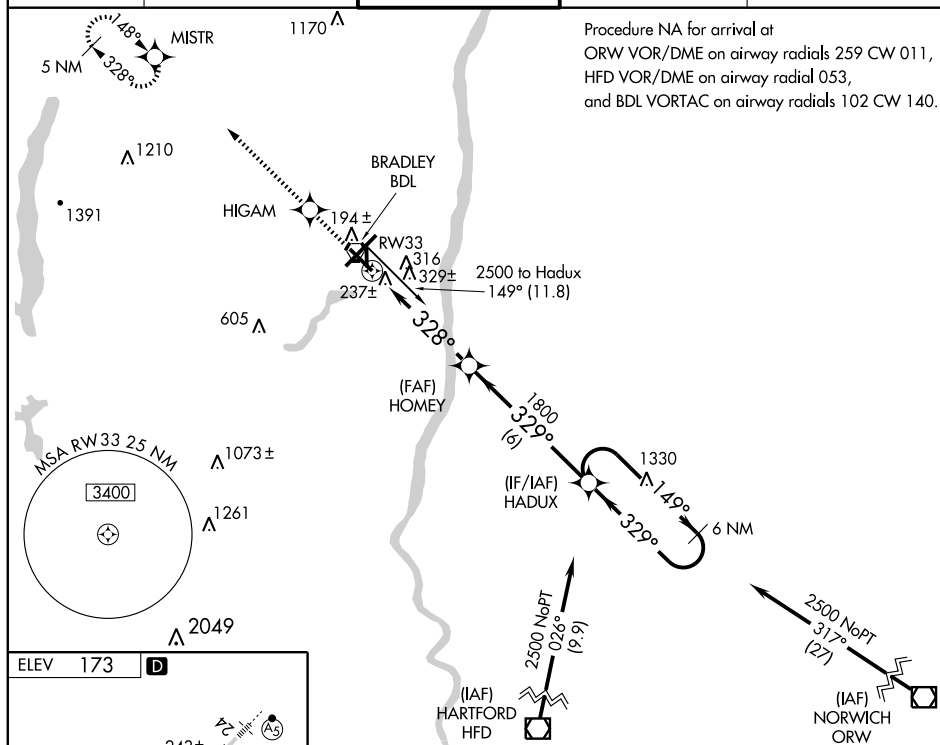 148°
328°
5 NM
MISTR
1170
Procedure NA for arrival at
ORW VOR/DME on airway radials 259 CW 011,
HFD VOR/DME on airway radial 053,
and BDL VORTAC on airway radials 102 CW 140.
1210
1391
BRADLEY
BDL
HIGAM
194±
RW33
316
329±
237±
2500 to Hadux
149° (11.8)
605
328°
(FAF)
HOMEY
1800
329°
(6)
MSA RW33 25 NM
3400
1073±
1261
(IF/IAF)
HADUX
1330
149°
329°
6 NM
2049
2500 NoPT
026°
(9.9)
2500 NoPT
317°
(27)
(IAF)
HARTFORD
HFD
(IAF)
NORWICH
ORW
ELEV 173 D
24
A5